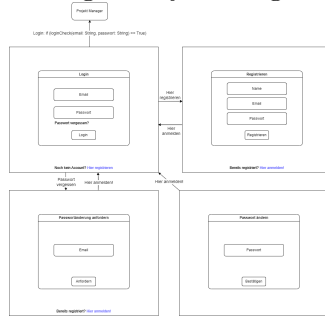 Projekt Manager
Login: if (loginCheck(email: String, passwort: String) == True)
Login
Email
Passwort
Passwort vergessen?
Login
Noch kein Account? Hier registrieren
Hier registrieren
Hier anmelden
Registrieren
Name
Email
Passwort
Registrieren
Bereits registriert? Hier anmelden!
Passwort vergessen
Hier anmelden!
Hier anmelden!
Passwortänderung anfordern
Email
Anfordern
Bereits registriert? Hier anmelden!
Passwort ändern
Passwort
Bestätigen